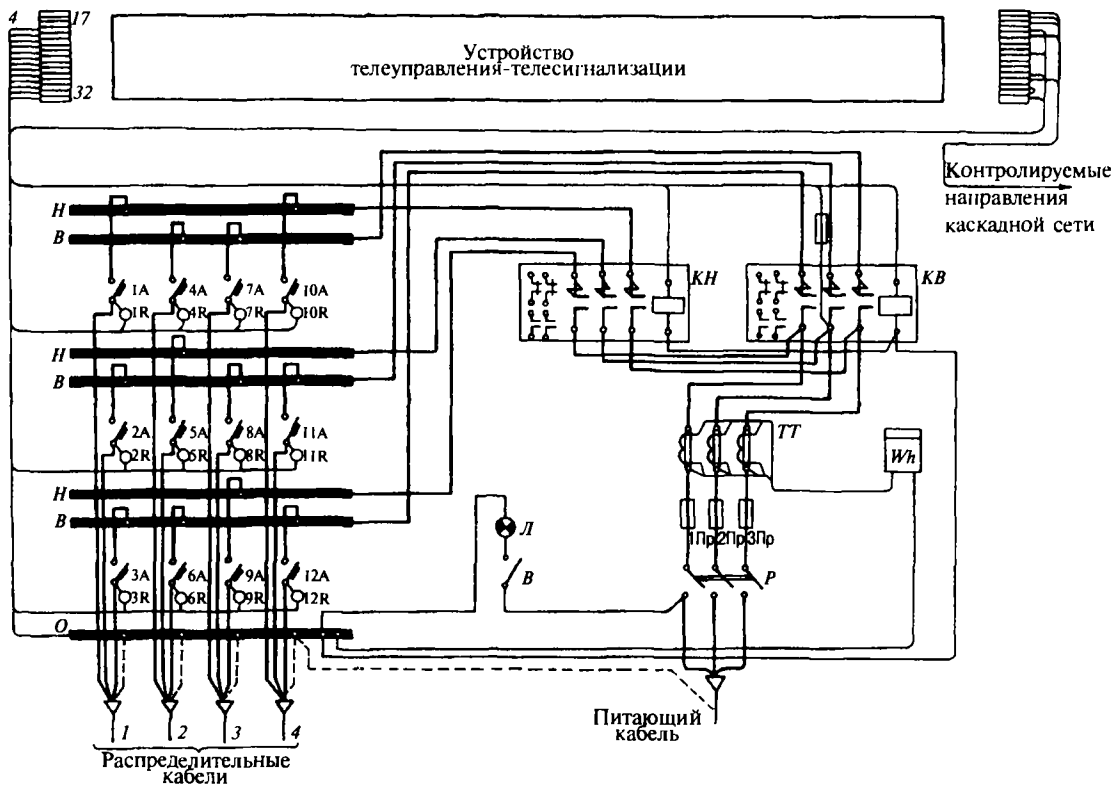 4
17
32
Устройство
телеуправления-телесигнализации
Контролируемые
направления
каскадной сети
Н
В
1А
1R
4А
4R
7А
7R
10А
10R
КН
КВ
Н
В
2А
2R
5А
5R
8А
8R
11А
11R
ТТ
Wh
Н
В
3А
3R
6А
6R
9А
9R
12А
12R
Л
В
1Пр
2Пр
3Пр
Р
О
1
2
3
4
Распределительные
кабели
Питающий
кабель